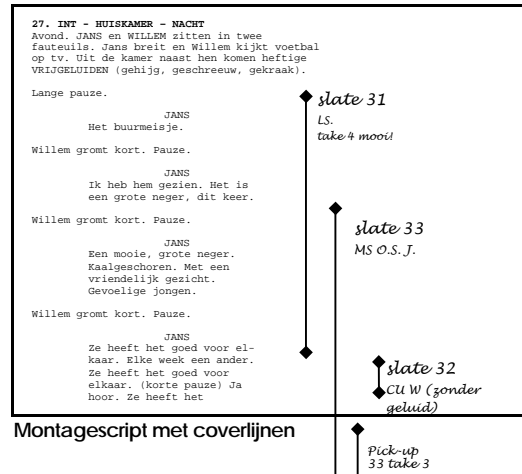 27. INT - HUISKAMER - NACHT
Avond. JANS en WILLEM zitten in twee
fauteuils. Jans breit en Willem kijkt voetbal
op tv. Uit de kamer naast hen komen heftige
VRIJGELUIDEN (gehijg, geschreeuw, gekraak).
Lange pauze.
JANS
Het buurmeisje.
Willem gromt kort. Pauze.
JANS
Ik heb hem gezien. Het is
een grote neger, dit keer.
Willem gromt kort. Pauze.
JANS
Een mooie, grote neger.
Kaalgeschoren. Met een
vriendelijk gezicht.
Gevoelige jongen.
Willem gromt kort. Pauze.
JANS
Ze heeft het goed voor el-
kaar. Elke week een ander.
Ze heeft het goed voor
elkaar. (korte pauze) Ja
hoor. Ze heeft het
slate 31
LS.
take 4 mooi!
slate 33
MS O.S. J.
slate 32
CU W (zonder
geluid)
Montagescript met coverlijnen
Pick-up
33 take 3